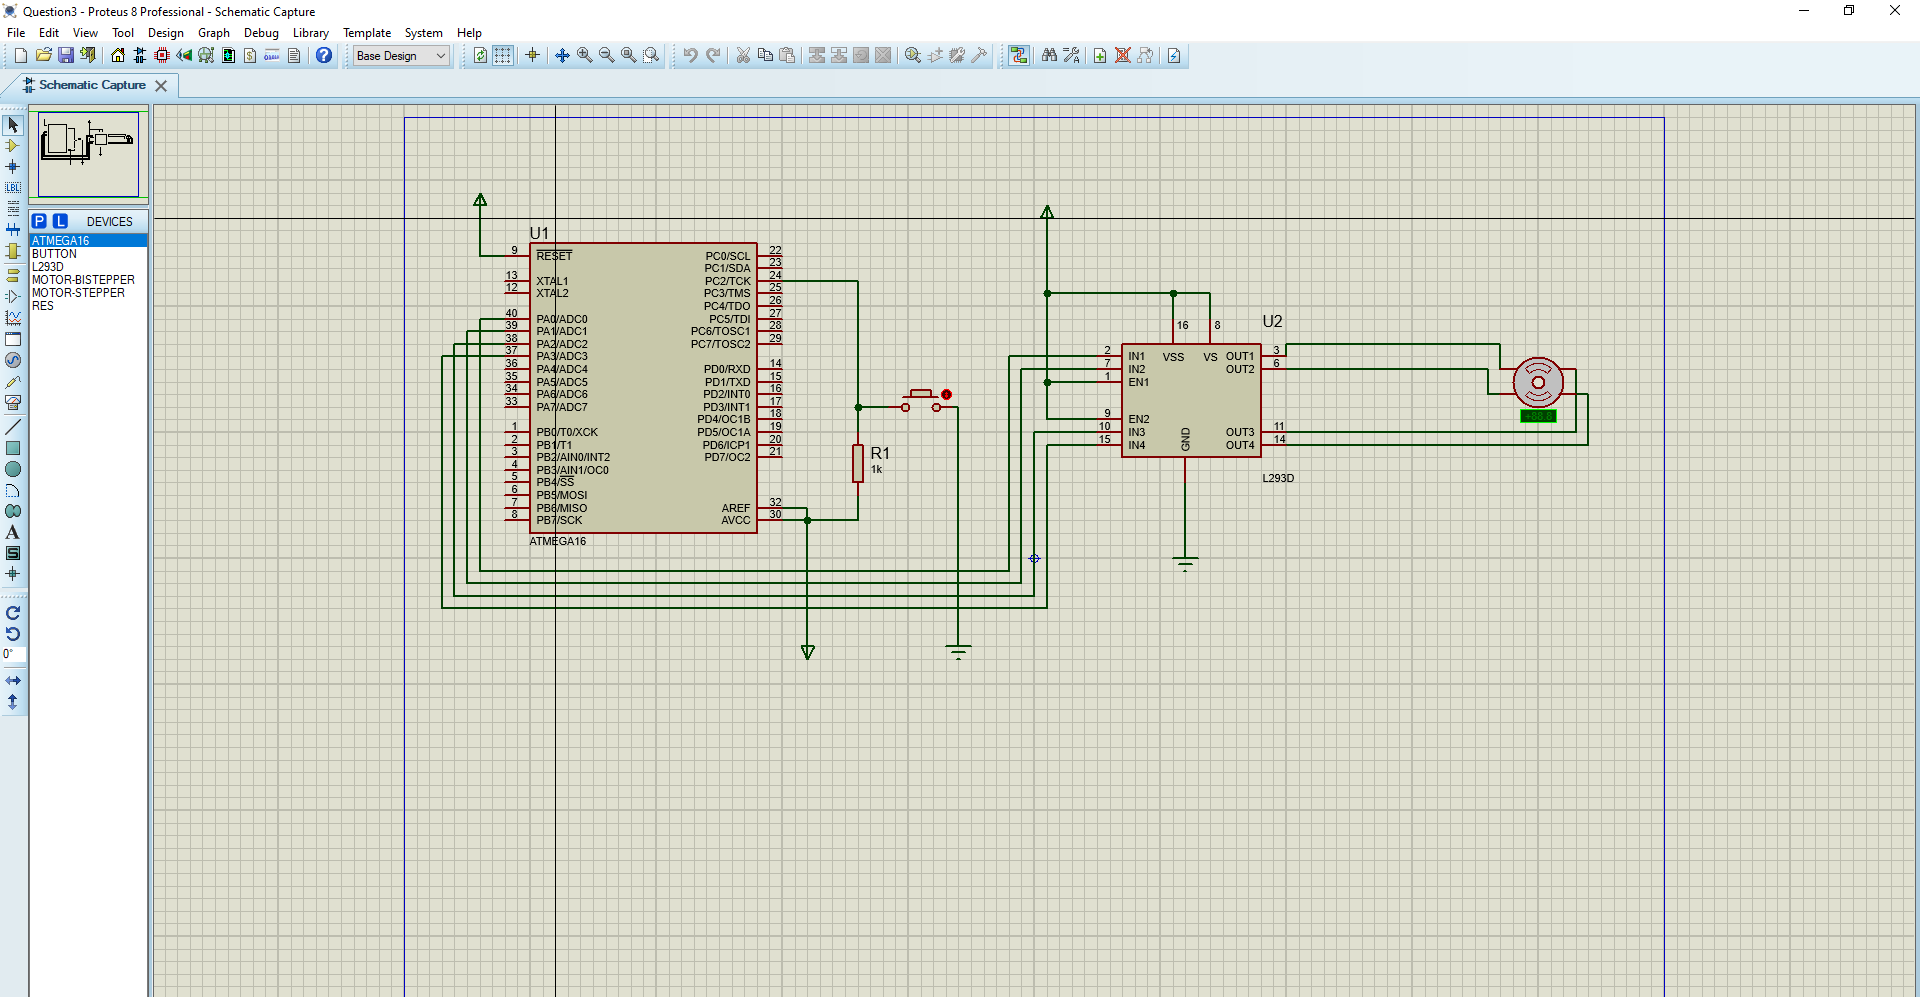 Question3 - Proteus 8 Professional - Schematic Capture
File Edit View Tool Design Graph Debug Library Template System Help
Base Design
Schematic Capture
P L DEVICES
ATMEGA16
BUTTON
L293D
MOTOR-BISTEPPER
MOTOR-STEPPER
RES
LBL
A
S
0°
U1
9 RESET
13 XTAL1
12 XTAL2
40 PA0/ADC0
39 PA1/ADC1
38 PA2/ADC2
37 PA3/ADC3
36 PA4/ADC4
35 PA5/ADC5
34 PA6/ADC6
33 PA7/ADC7
1 PB0/T0/XCK
2 PB1/T1
3 PB2/AIN0/INT2
4 PB3/AIN1/OC0
5 PB4/SS
6 PB5/MOSI
7 PB6/MISO
8 PB7/SCK
PC0/SCL 22
PC1/SDA 23
PC2/TCK 24
PC3/TMS 25
PC4/TDO 26
PC5/TDI 27
PC6/TOSC1 28
PC7/TOSC2 29
PD0/RXD 14
PD1/TXD 15
PD2/INT0 16
PD3/INT1 17
PD4/OC1B 18
PD5/OC1A 19
PD6/ICP1 20
PD7/OC2 21
AREF 32
AVCC 30
ATMEGA16
R1
1k
U2
16 8
VSS VS
2 IN1
7 IN2
1 EN1
9 EN2
10 IN3
15 IN4
GND
OUT1 3
OUT2 6
OUT3 11
OUT4 14
L293D